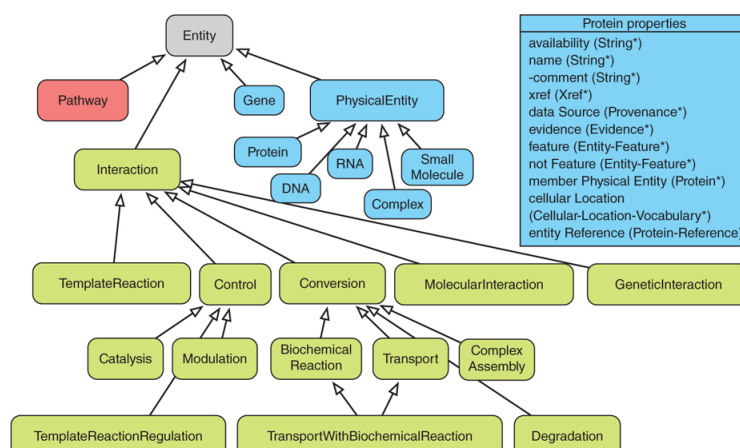 Entity
Protein properties
availability (String*)
name (String*)
-comment (String*)
xref (Xref*)
data Source (Provenance*)
evidence (Evidence*)
feature (Entity-Feature*)
not Feature (Entity-Feature*)
member Physical Entity (Protein*)
cellular Location
(Cellular-Location-Vocabulary*)
entity Reference (Protein-Reference)
Pathway
Gene
PhysicalEntity
Protein
RNA
Small
Molecule
DNA
Complex
Interaction
TemplateReaction
Control
Conversion
MolecularInteraction
GeneticInteraction
Catalysis
Modulation
Biochemical
Reaction
Transport
Complex
Assembly
TemplateReactionRegulation
TransportWithBiochemicalReaction
Degradation